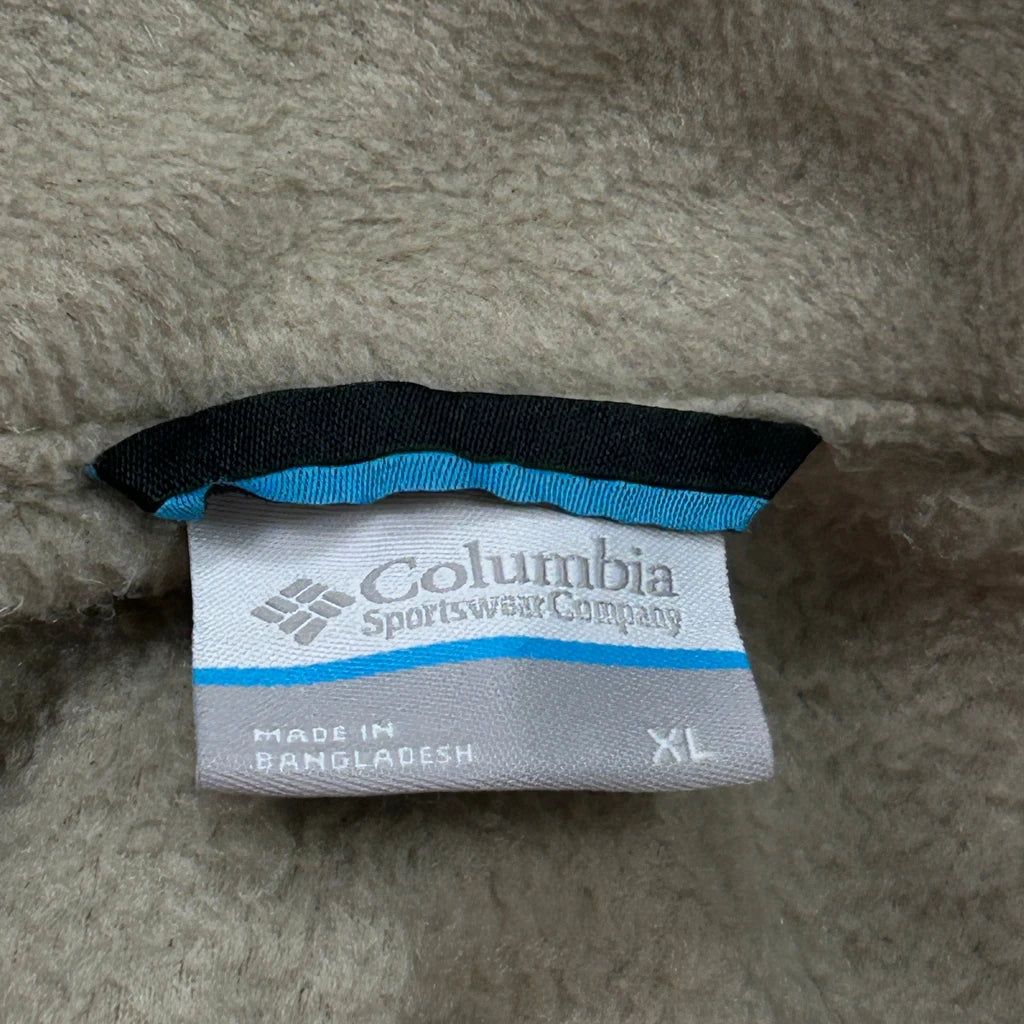 Columbia
Sportswear Company
MADE IN
BANGLADESH
XL